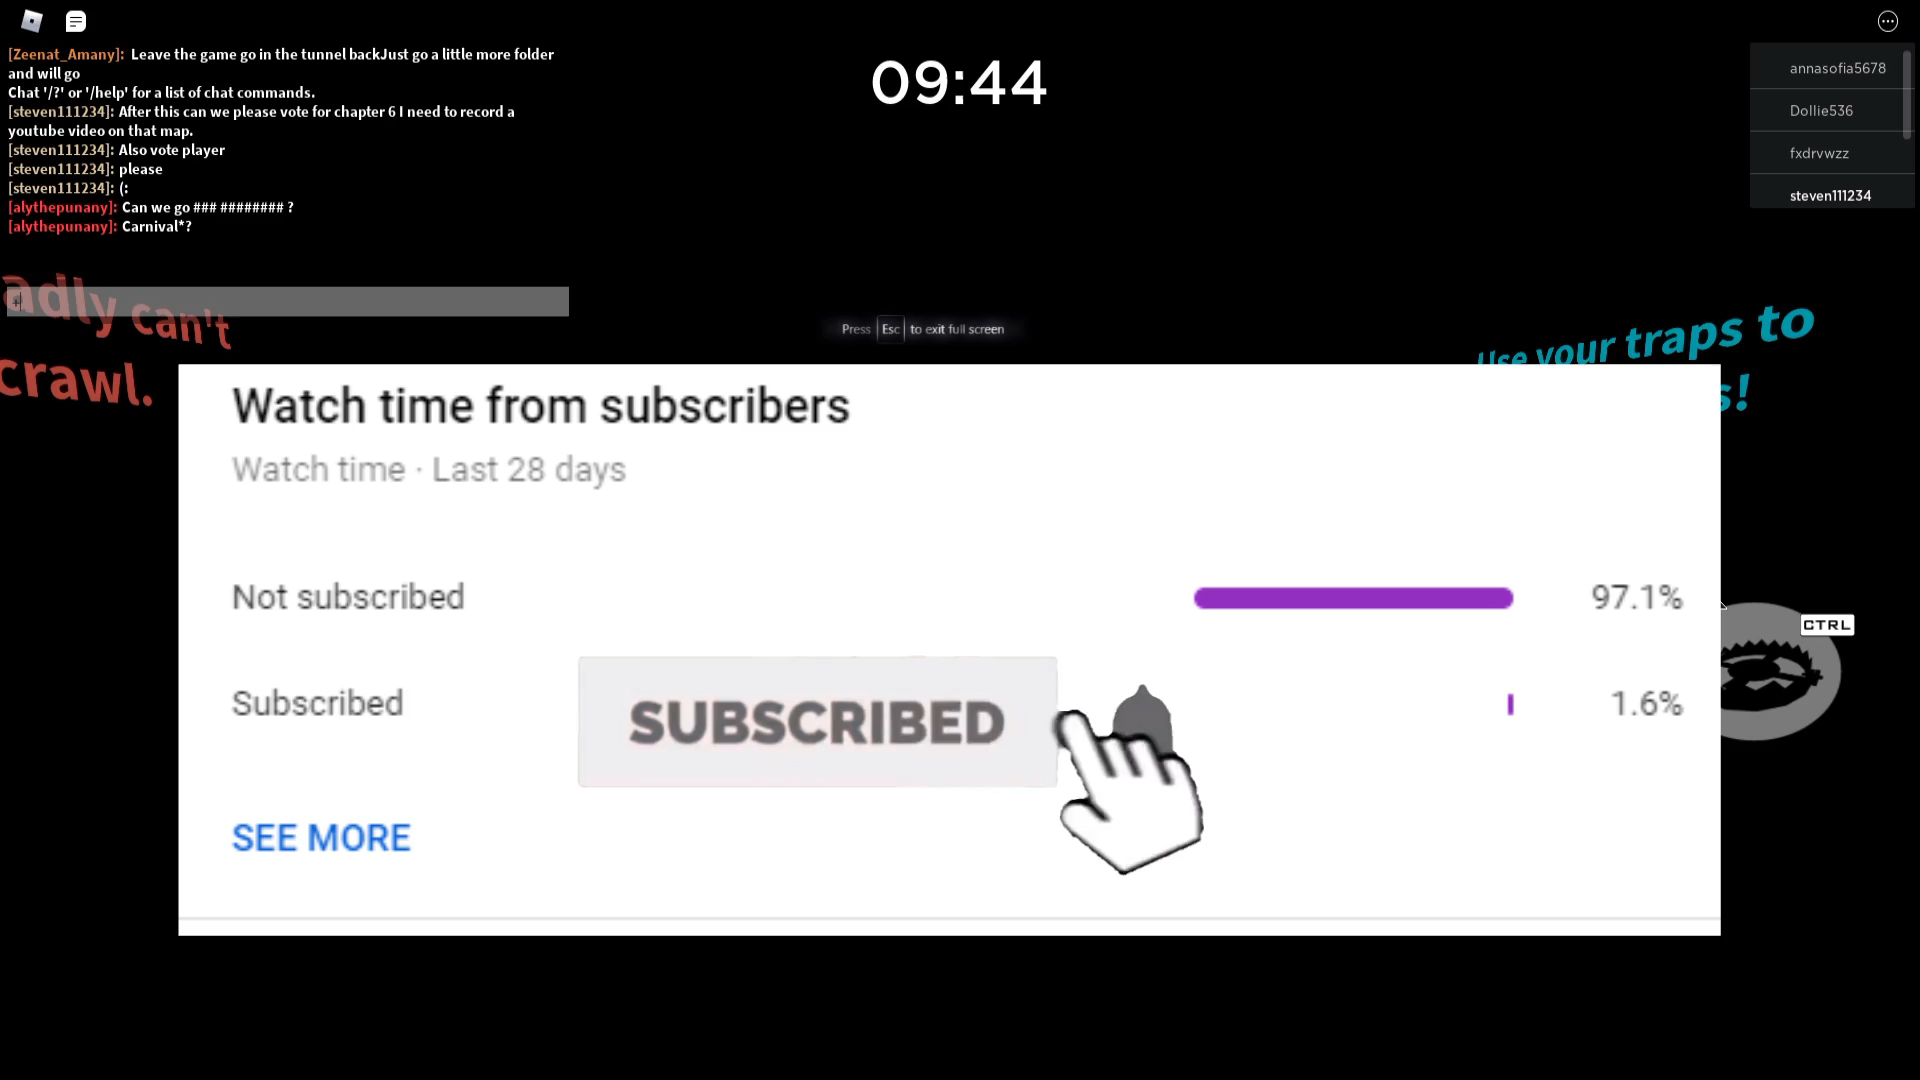 [Zeenat_Amany]: Leave the game go in the tunnel backJust go a little more folder
and will go
Chat '/?' or '/help' for a list of chat commands.
[steven111234]: After this can we please vote for chapter 6 I need to record a
youtube video on that map.
[steven111234]: Also vote player
[steven111234]: please
[steven111234]: (:
[alythepunany]: Can we go ### ######## ?
[alythepunany]: Carnival*?
09:44
annasofia5678
Dollie536
fxdrvwzz
steven111234
adly can't
crawl.
Press Esc to exit full screen
Use your traps to
s!
Watch time from subscribers
Watch time · Last 28 days
Not subscribed 97.1%
Subscribed 1.6%
SUBSCRIBED
SEE MORE
CTRL